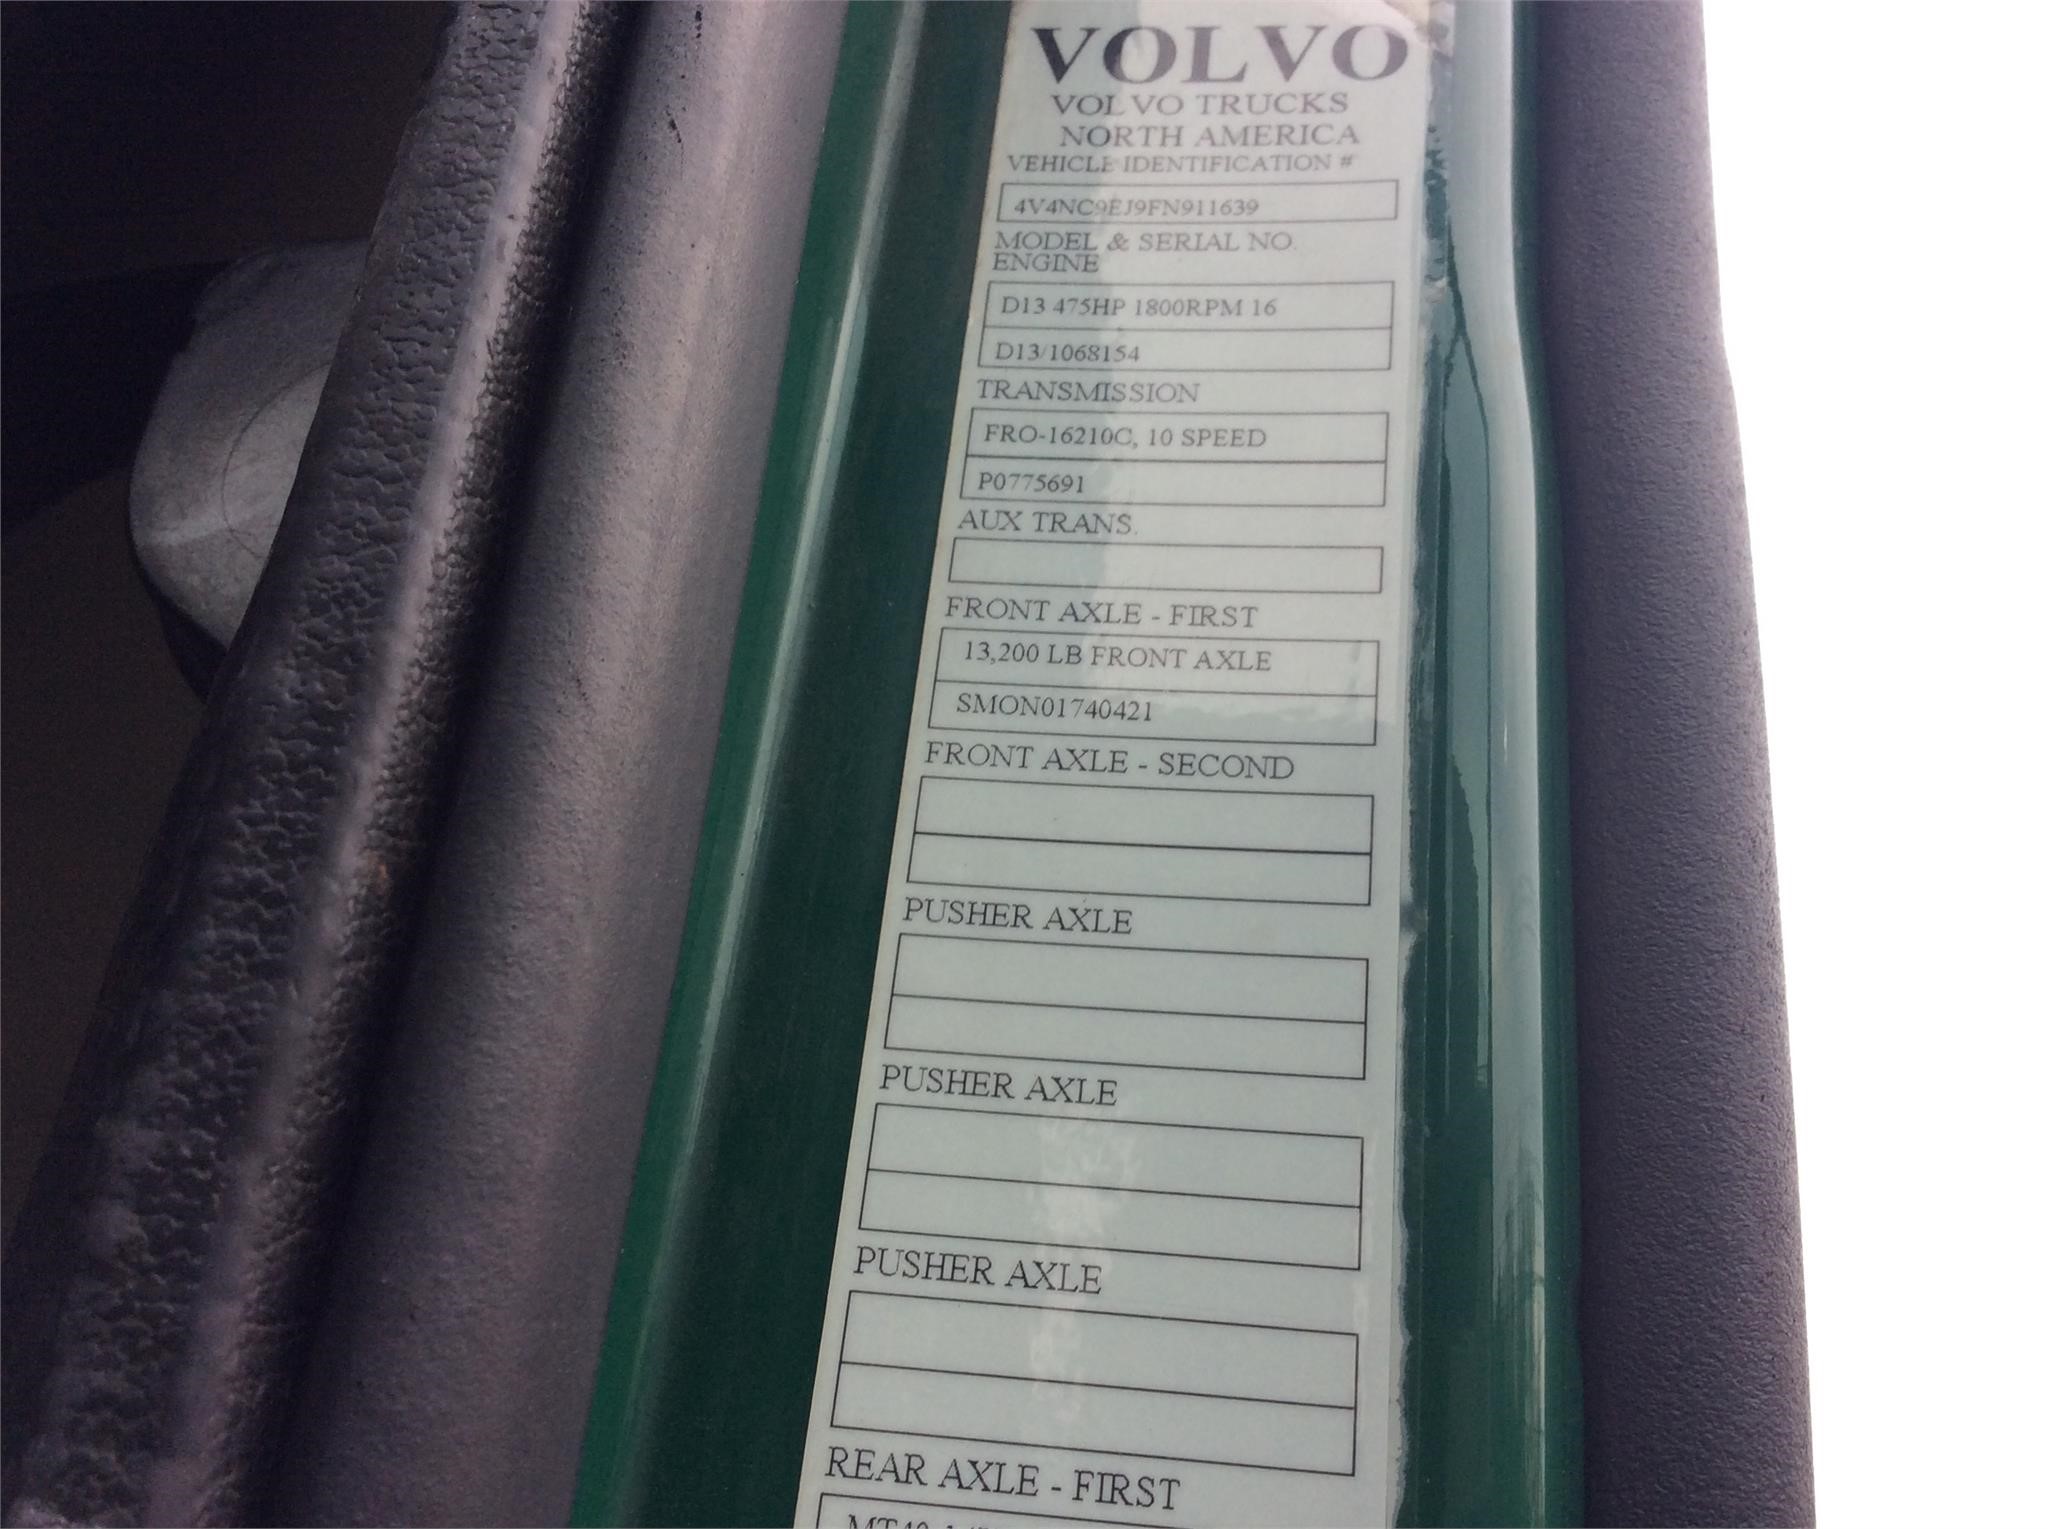 VOLVO
VOLVO TRUCKS
NORTH AMERICA
VEHICLE IDENTIFICATION #
4V4NC9EJ9FN911639
MODEL & SERIAL NO.
ENGINE
D13 475HP 1800RPM 16
D13/1068154
TRANSMISSION
FRO-16210C, 10 SPEED
P0775691
AUX TRANS.
FRONT AXLE - FIRST
13,200 LB FRONT AXLE
SMON01740421
FRONT AXLE - SECOND
PUSHER AXLE
PUSHER AXLE
PUSHER AXLE
REAR AXLE - FIRST